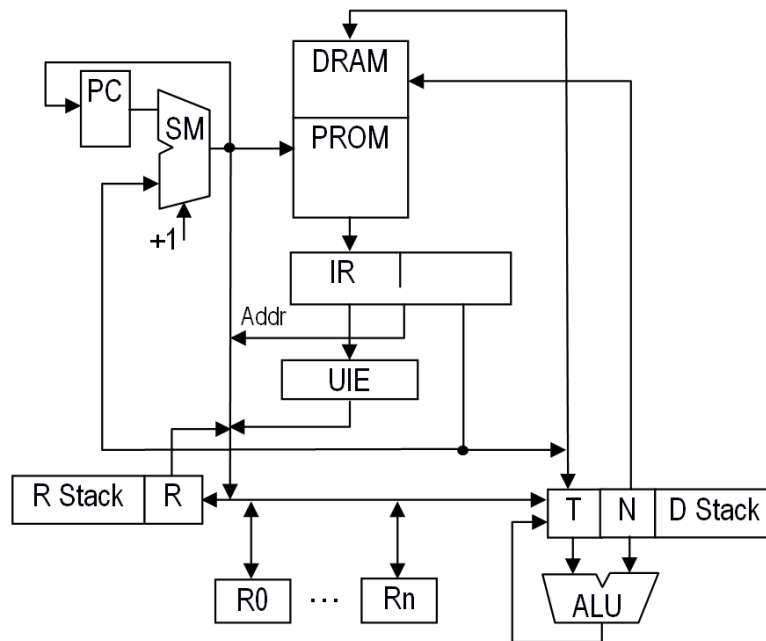 DRAM
PC
SM
PROM
+1
IR
Addr
UIE
R Stack R
T N D Stack
R0 ... Rn
ALU